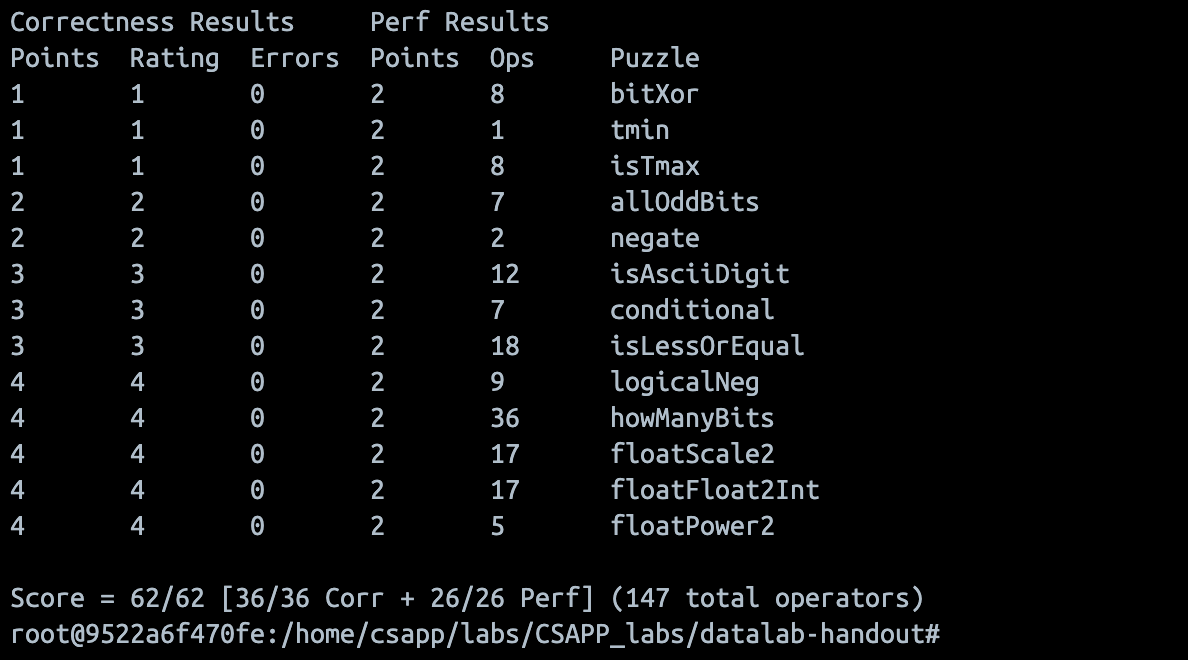 Correctness Results     Perf Results
Points  Rating  Errors  Points  Ops     Puzzle
1       1       0       2       8       bitXor
1       1       0       2       1       tmin
1       1       0       2       8       isTmax
2       2       0       2       7       allOddBits
2       2       0       2       2       negate
3       3       0       2       12      isAsciiDigit
3       3       0       2       7       conditional
3       3       0       2       18      isLessOrEqual
4       4       0       2       9       logicalNeg
4       4       0       2       36      howManyBits
4       4       0       2       17      floatScale2
4       4       0       2       17      floatFloat2Int
4       4       0       2       5       floatPower2
Score = 62/62 [36/36 Corr + 26/26 Perf] (147 total operators)
root@9522a6f470fe:/home/csapp/labs/CSAPP_labs/datalab-handout#